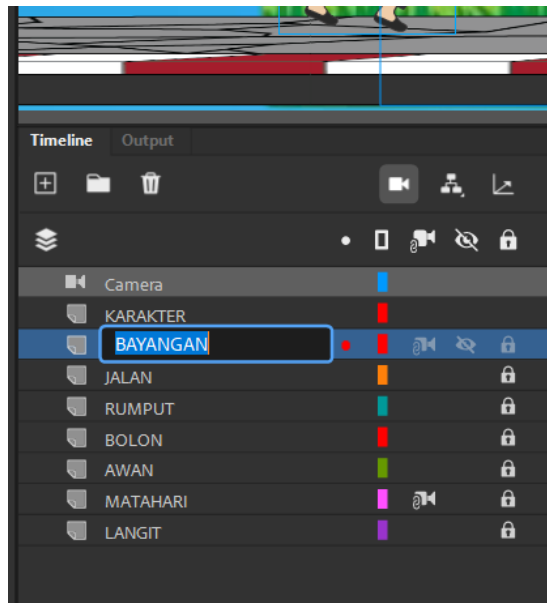 Timeline Output
Camera
KARAKTER
BAYANGAN
JALAN
RUMPUT
BOLON
AWAN
MATAHARI
LANGIT